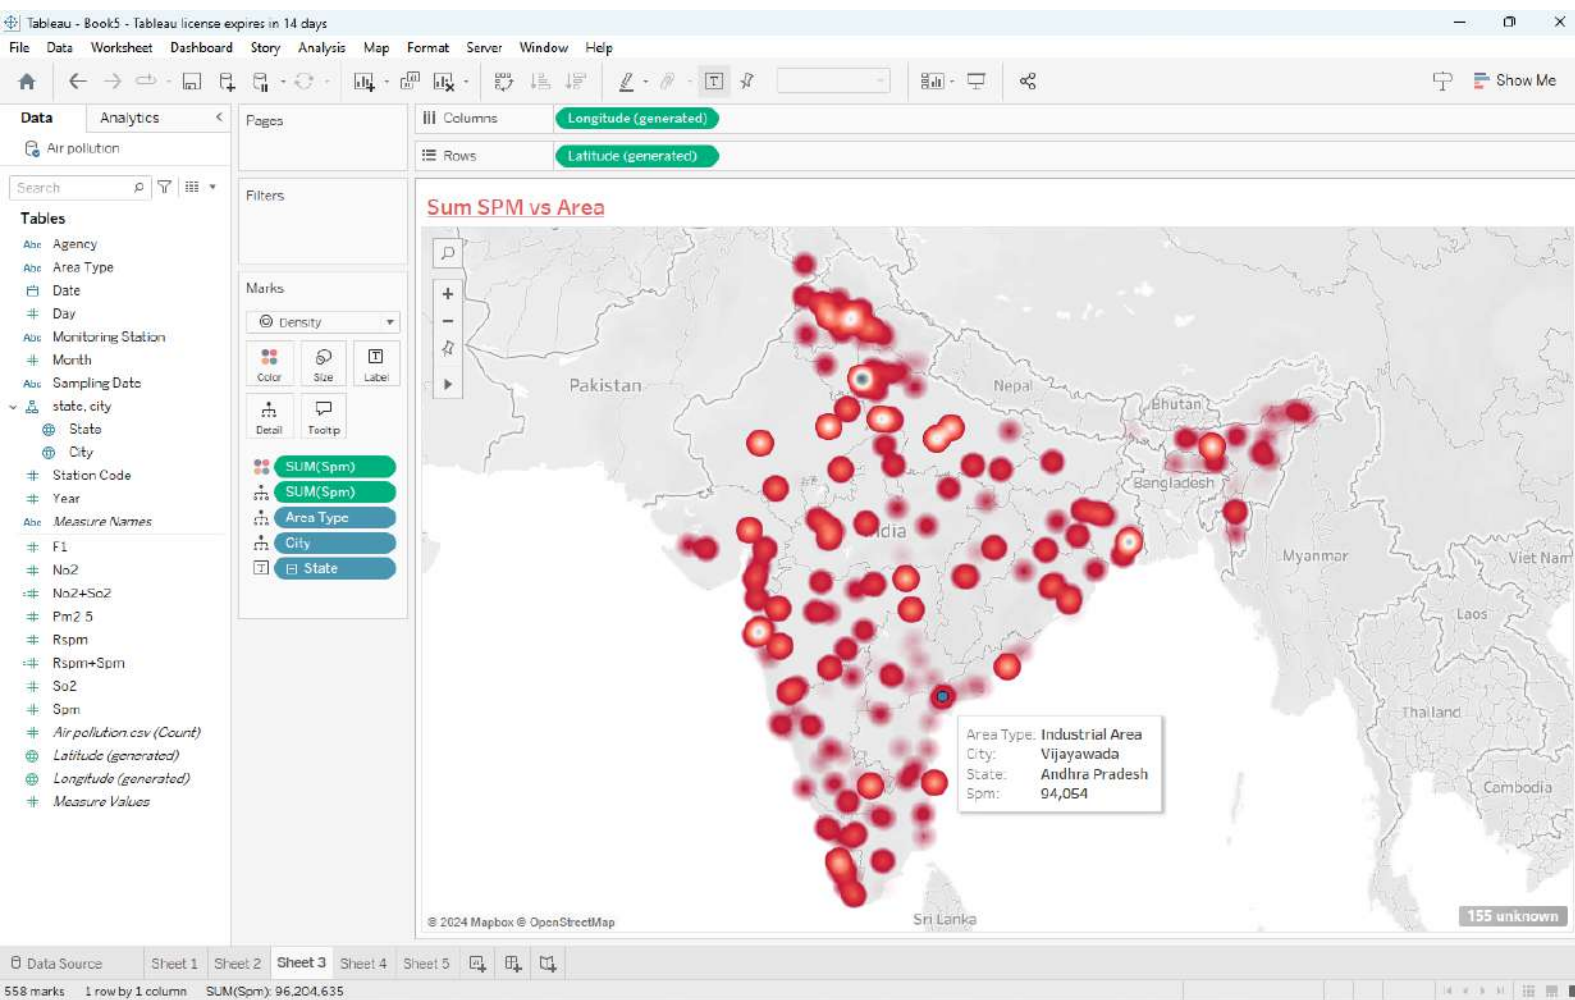 Tableau - Book5 - Tableau license expires in 14 days
File Data Worksheet Dashboard Story Analysis Map Format Server Window Help
Show Me
Data Analytics
Air pollution
Search
Tables
Abc Agency
Abc Area Type
Date
# Day
Abc Monitoring Station
# Month
Abc Sampling Date
state, city
State
City
# Station Code
# Year
Abc Measure Names
# F1
# No2
=# No2+So2
# Pm2 5
# Rspm
=# Rspm+Spm
# So2
# Spm
# Air pollution.csv (Count)
Latitude (generated)
Longitude (generated)
# Measure Values
Pages
Filters
Marks
Density
Color Size Label
Detail Tooltip
SUM(Spm)
SUM(Spm)
Area Type
City
State
Columns Longitude (generated)
Rows Latitude (generated)
Sum SPM vs Area
Pakistan
Nepal
Bhutan
Bangladesh
India
Myanmar
Viet Nam
Laos
Thailand
Cambodia
Sri Lanka
Area Type: Industrial Area
City: Vijayawada
State: Andhra Pradesh
Spm: 94,054
© 2024 Mapbox © OpenStreetMap
155 unknown
Data Source Sheet 1 Sheet 2 Sheet 3 Sheet 4 Sheet 5
558 marks 1 row by 1 column SUM(Spm): 96,204,635